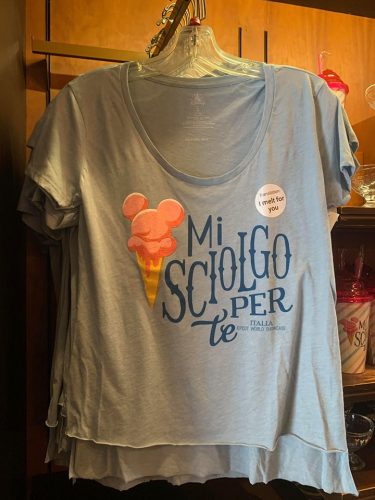 translation:
I melt for
you
Mi
SCIOLGO
PER
te
ITALIA
EPCOT WORLD SHOWCASE